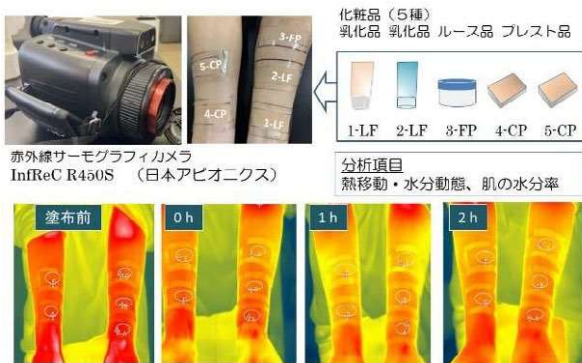 化粧品（５種）
乳化品 乳化品 ルース品 プレスト品
1-LF 2-LF 3-FP 4-CP 5-CP
3-FP
5-CP
2-LF
4-CP
1-LF
赤外線サーモグラフィカメラ
InfReC R450S （日本アビオニクス）
分析項目
熱移動・水分動態、肌の水分率
塗布前
0 h
1 h
2 h